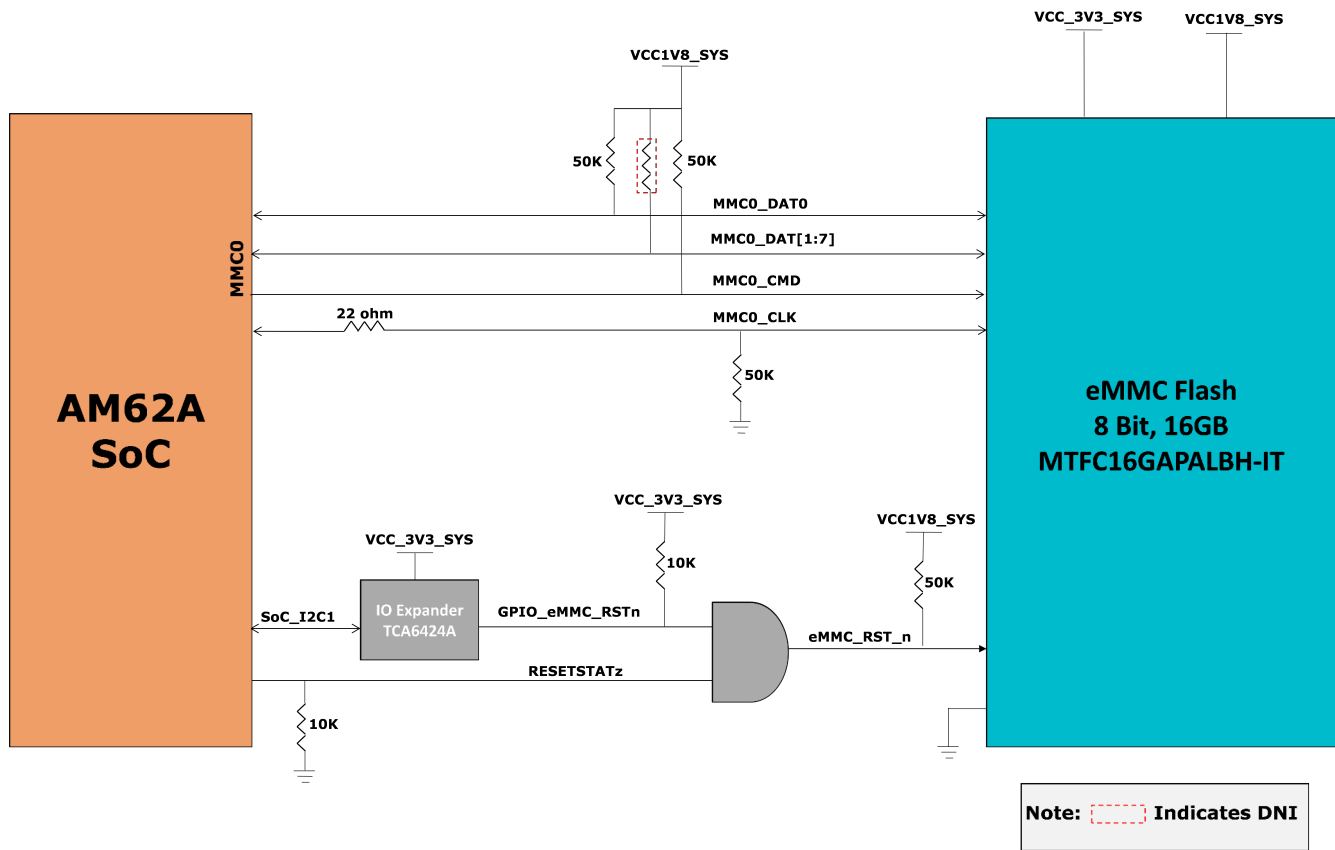 VCC_3V3_SYS
VCC1V8_SYS
VCC1V8_SYS
50K
50K
MMC0_DAT0
MMC0_DAT[1:7]
MMC0
MMC0_CMD
22 ohm
MMC0_CLK
50K
AM62A
SoC
eMMC Flash
8 Bit, 16GB
MTFC16GAPALBH-IT
VCC_3V3_SYS
VCC1V8_SYS
VCC_3V3_SYS
10K
50K
IO Expander
TCA6424A
SoC_I2C1
GPIO_eMMC_RSTn
eMMC_RST_n
RESETSTATz
10K
Note:
Indicates DNI